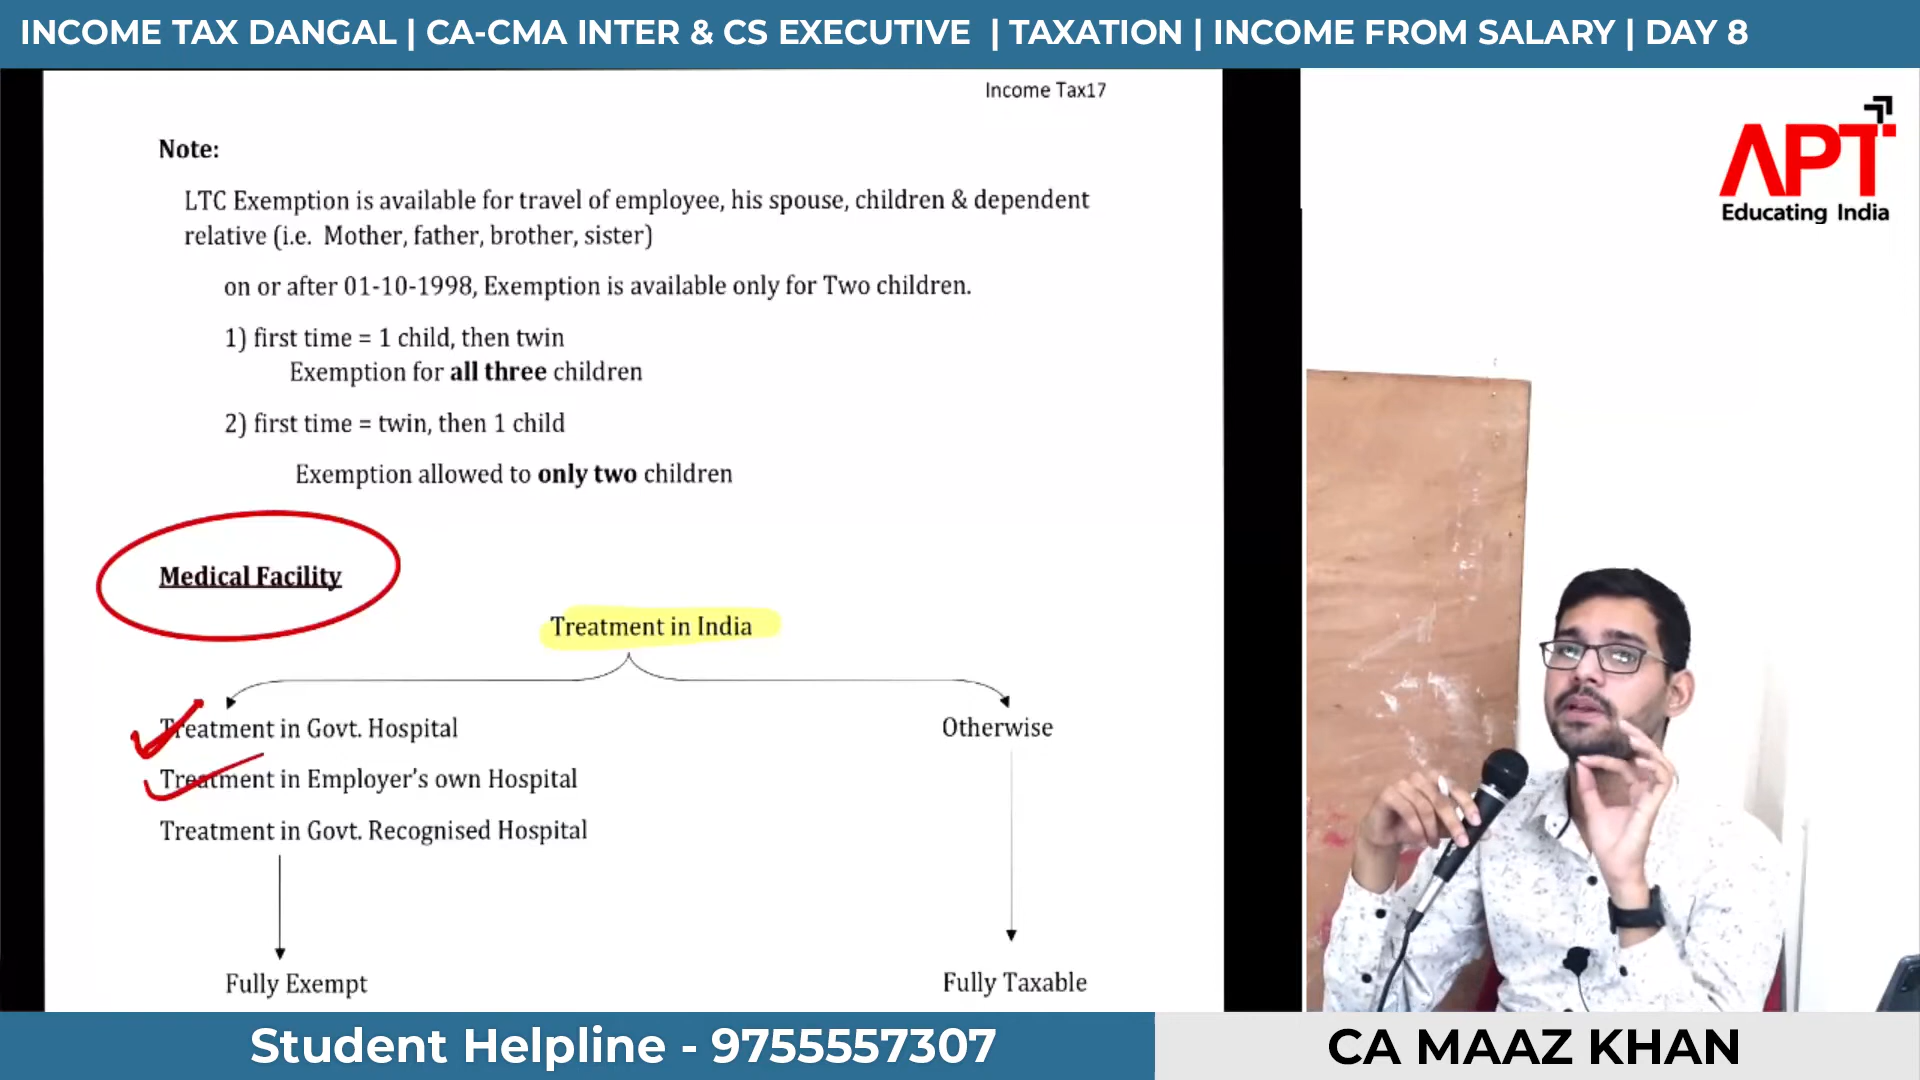 INCOME TAX DANGAL | CA-CMA INTER & CS EXECUTIVE | TAXATION | INCOME FROM SALARY | DAY 8
Income Tax17
APT
Educating India
Note:
LTC Exemption is available for travel of employee, his spouse, children & dependent
relative (i.e. Mother, father, brother, sister)
on or after 01-10-1998, Exemption is available only for Two children.
1) first time = 1 child, then twin
Exemption for all three children
2) first time = twin, then 1 child
Exemption allowed to only two children
Medical Facility
Treatment in India
Treatment in Govt. Hospital
Otherwise
Treatment in Employer's own Hospital
Treatment in Govt. Recognised Hospital
Fully Exempt
Fully Taxable
Student Helpline - 9755557307
CA MAAZ KHAN